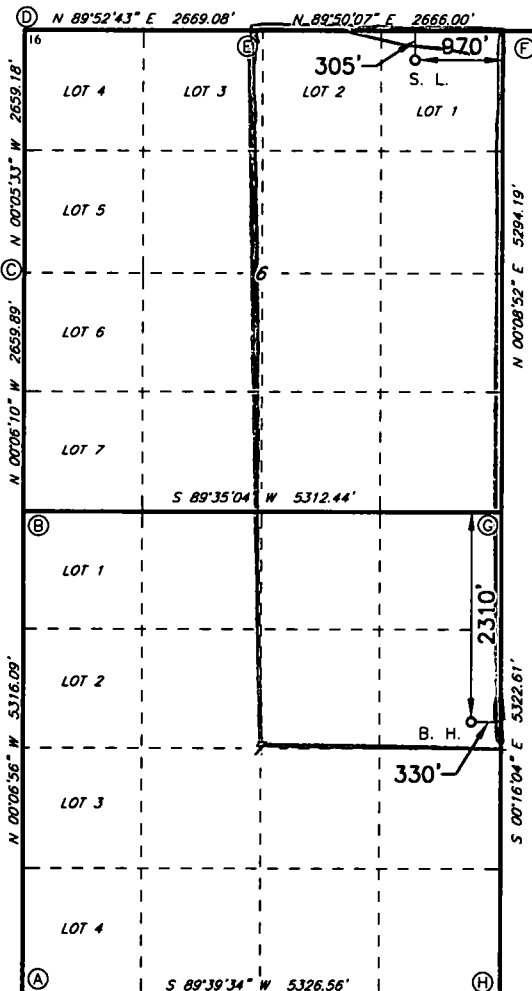 D N 89°52'43" E 2669.08' N 89°50'07" E 2666.00'
16 E F
305' 970'
S. L.
LOT 4 LOT 3 LOT 2 LOT 1
N 00°05'33" W 2659.18'
LOT 5
N 00°08'52" E 5294.19'
C 6
LOT 6
N 00°06'10" W 2659.89'
LOT 7
S 89°35'04" W 5312.44'
B G
LOT 1
2310'
LOT 2
N 00°06'56" W 5316.09'
S 00°16'04" E 5322.61'
B. H.
7
330'
LOT 3
LOT 4
A S 89°39'34" W 5326.56' H